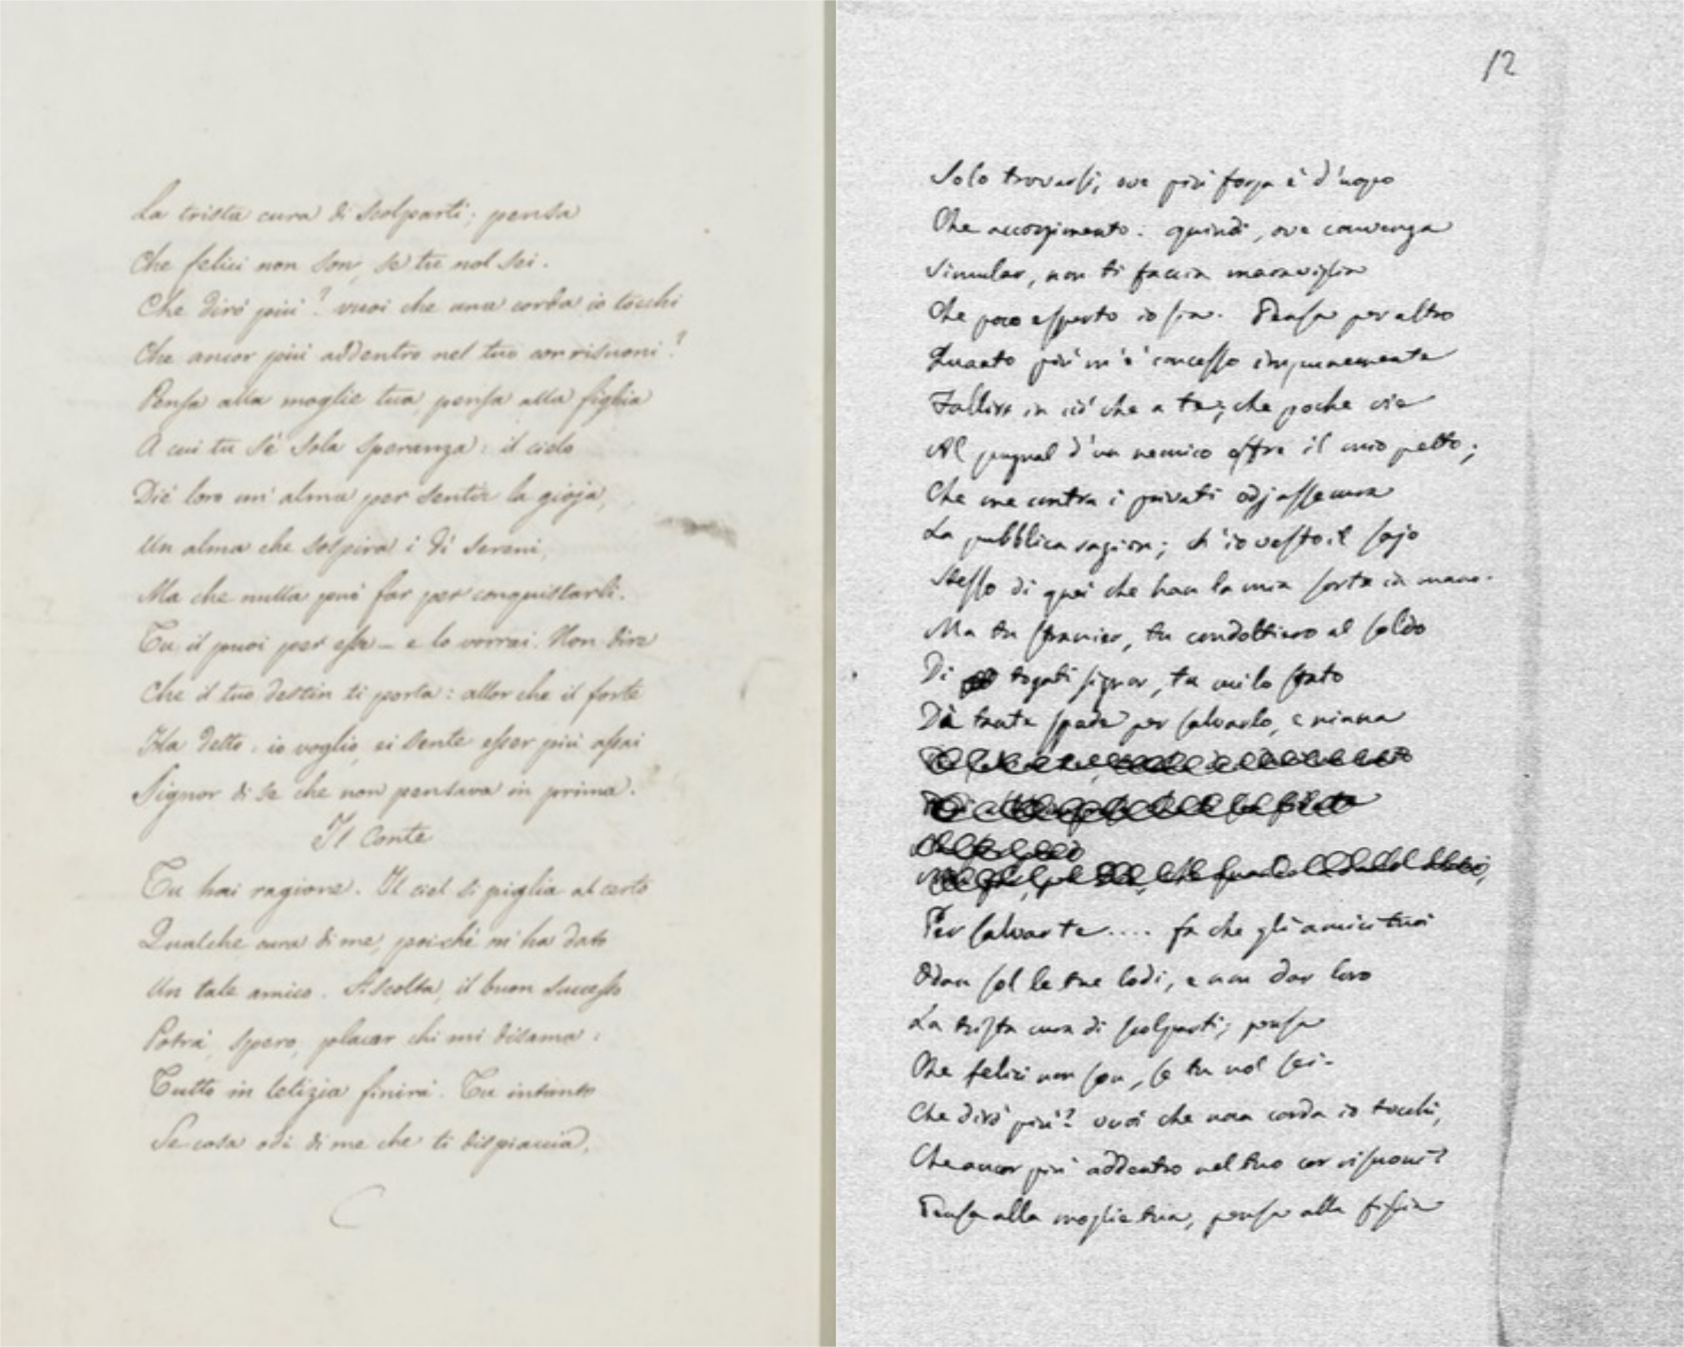 La trista cura di scolparti; pensa
Che felici non son, se tu nol sei.
Che dirò più? vuoi che una corda io tocchi
Che ancor più addentro nel tuo cor risuoni?
Pensa alla moglie tua, pensa alla figlia
A cui tu se' sola speranza: il cielo
Diè loro un' alma per sentir la gioja,
Un alma che sospira i dì sereni,
Ma che nulla può far per conquistarli.
Tu il puoi per esse – e lo vorrai. Non dire
Che il tuo destin ti porta: allor che il forte
Ha detto: io voglio, ei sente esser più assai
Signor di se che non pensava in prima.
Il Conte
Tu hai ragione. Il ciel si piglia al certo
Qualche cura di me, poichè m'ha dato
Un tale amico. Ascolta, il buon successo
Potrà, spero, placar chi mi disama:
Tutto in letizia finirà. Tu intanto
Se cosa odi di me che ti dispiaccia,
12
Solo trovarsi, ove più forza è d'uopo
Che accorgimento: quindi, ove convenga
Simular, non ti faccia maraviglia
Che poco esperto io sia. Pensa per altro
Quanto più m'è concesso impunemente
Fallire in ciò che a te; che poche vie
Al pugnal d'un nemico offre il mio petto;
Che me contra i privati odj assecura
La pubblica ragion; ch'io vesto il sajo
Stesso di quei che han la mia sorte in mano.
Ma tu stranier, tu condottiero al soldo
Di togati signor, tu cui lo stato
Dà tante spade per salvarlo, e niuna
Per salvar te.... fa che gli amici tuoi
Odan sol le tue lodi, e non dar loro
La trista cura di scolparti; pensa
Che felici non son, se tu nol sei.
Che dirò più? vuoi che una corda io tocchi,
Che ancor più addentro nel tuo cor risuoni?
Pensa alla moglie tua, pensa alla figlia